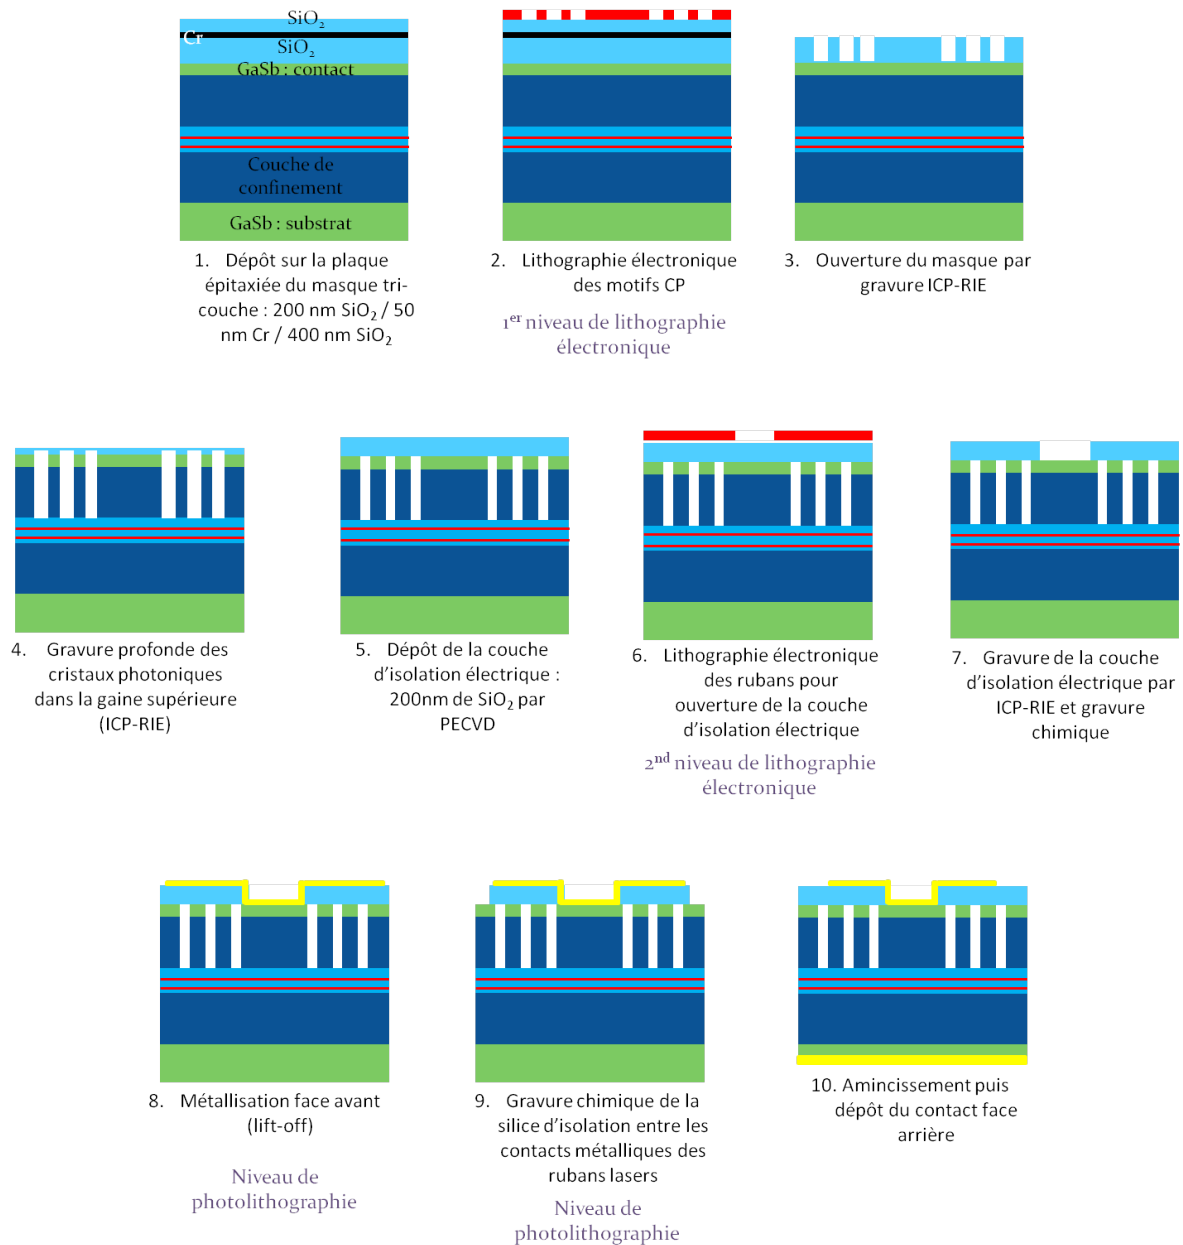 SiO2
Cr
SiO2
GaSb : contact
Couche de
confinement
GaSb : substrat
1. Dépôt sur la plaque
épitaxiée du masque tri-
couche : 200 nm SiO2 / 50
nm Cr / 400 nm SiO2
2. Lithographie électronique
des motifs CP
1er niveau de lithographie
électronique
3. Ouverture du masque par
gravure ICP-RIE
4. Gravure profonde des
cristaux photoniques
dans la gaine supérieure
(ICP-RIE)
5. Dépôt de la couche
d'isolation électrique :
200nm de SiO2 par
PECVD
6. Lithographie électronique
des rubans pour
ouverture de la couche
d'isolation électrique
2nd niveau de lithographie
électronique
7. Gravure de la couche
d'isolation électrique par
ICP-RIE et gravure
chimique
8. Métallisation face avant
(lift-off)
Niveau de
photolithographie
9. Gravure chimique de la
silice d'isolation entre les
contacts métalliques des
rubans lasers
Niveau de
photolithographie
10. Amincissement puis
dépôt du contact face
arrière